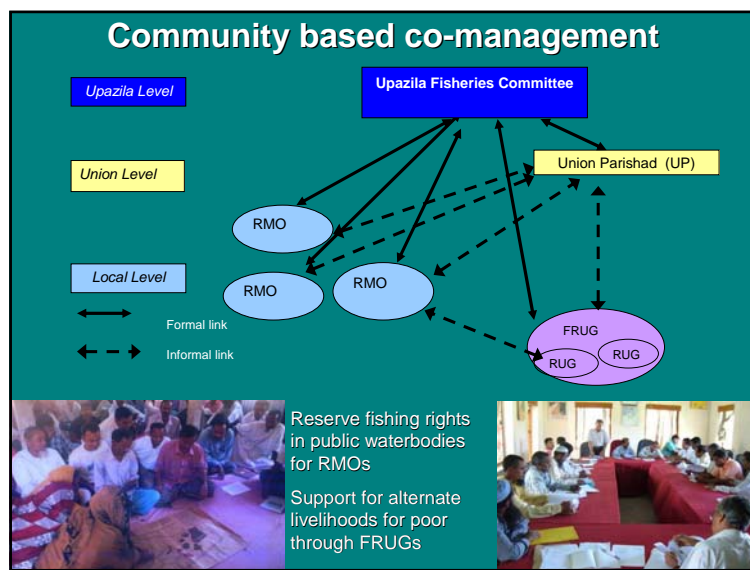 Community based co-management
Upazila Level
Upazila Fisheries Committee
Union Level
Union Parishad (UP)
RMO
Local Level
RMO
RMO
Formal link
FRUG
RUG
RUG
Informal link
Reserve fishing rights
in public waterbodies
for RMOs
Support for alternate
livelihoods for poor
through FRUGs